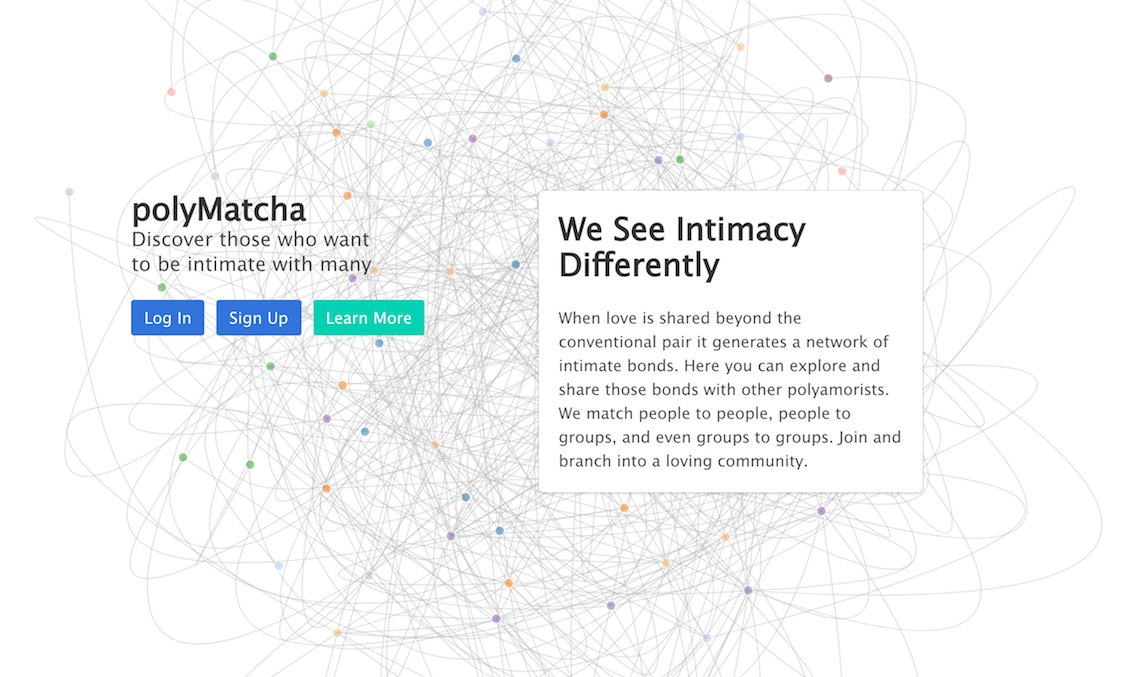 polyMatcha
Discover those who want
to be intimate with many
Log In
Sign Up
Learn More
We See Intimacy
Differently
When love is shared beyond the
conventional pair it generates a network of
intimate bonds. Here you can explore and
share those bonds with other polyamorists.
We match people to people, people to
groups, and even groups to groups. Join and
branch into a loving community.